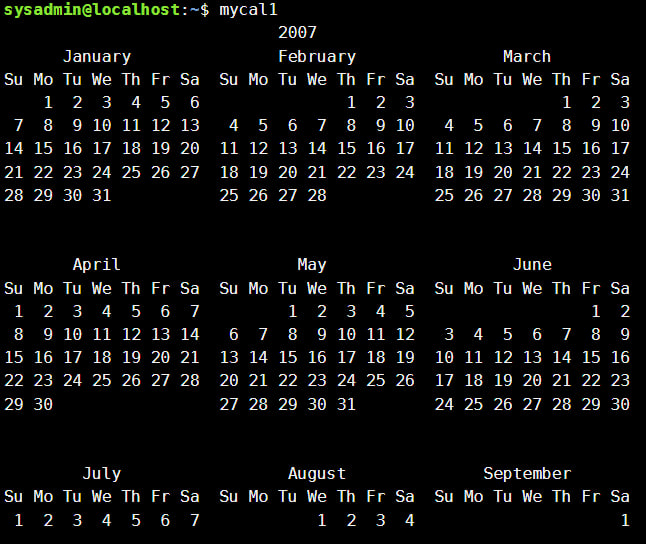 sysadmin@localhost:~$ mycal1
                            2007
      January               February               March
Su Mo Tu We Th Fr Sa  Su Mo Tu We Th Fr Sa  Su Mo Tu We Th Fr Sa
    1  2  3  4  5  6               1  2  3               1  2  3
 7  8  9 10 11 12 13   4  5  6  7  8  9 10   4  5  6  7  8  9 10
14 15 16 17 18 19 20  11 12 13 14 15 16 17  11 12 13 14 15 16 17
21 22 23 24 25 26 27  18 19 20 21 22 23 24  18 19 20 21 22 23 24
28 29 30 31           25 26 27 28           25 26 27 28 29 30 31
       April                  May                   June
Su Mo Tu We Th Fr Sa  Su Mo Tu We Th Fr Sa  Su Mo Tu We Th Fr Sa
 1  2  3  4  5  6  7         1  2  3  4  5                  1  2
 8  9 10 11 12 13 14   6  7  8  9 10 11 12   3  4  5  6  7  8  9
15 16 17 18 19 20 21  13 14 15 16 17 18 19  10 11 12 13 14 15 16
22 23 24 25 26 27 28  20 21 22 23 24 25 26  17 18 19 20 21 22 23
29 30                 27 28 29 30 31        24 25 26 27 28 29 30
        July                 August              September
Su Mo Tu We Th Fr Sa  Su Mo Tu We Th Fr Sa  Su Mo Tu We Th Fr Sa
 1  2  3  4  5  6  7            1  2  3  4                     1